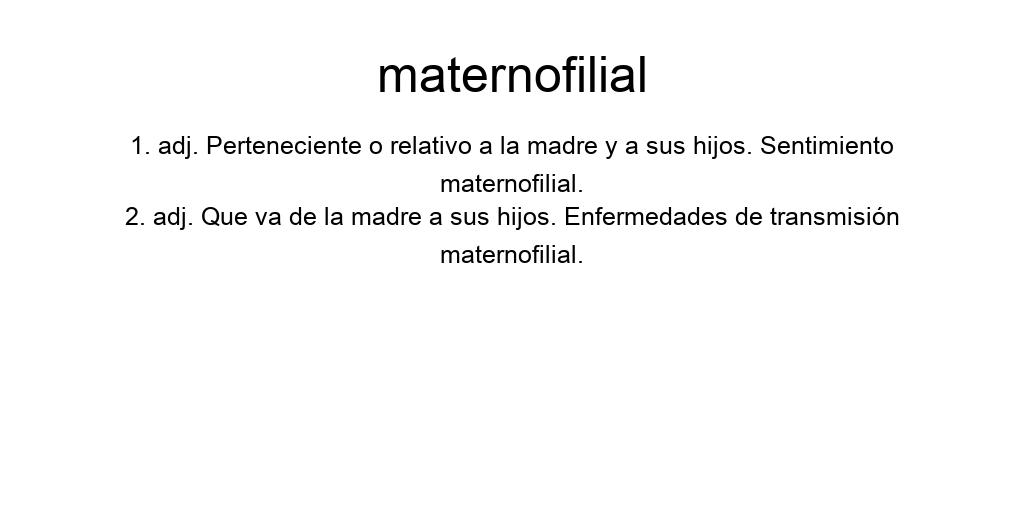 maternofilial
1. adj. Perteneciente o relativo a la madre y a sus hijos. Sentimiento
maternofilial.
2. adj. Que va de la madre a sus hijos. Enfermedades de transmisión
maternofilial.